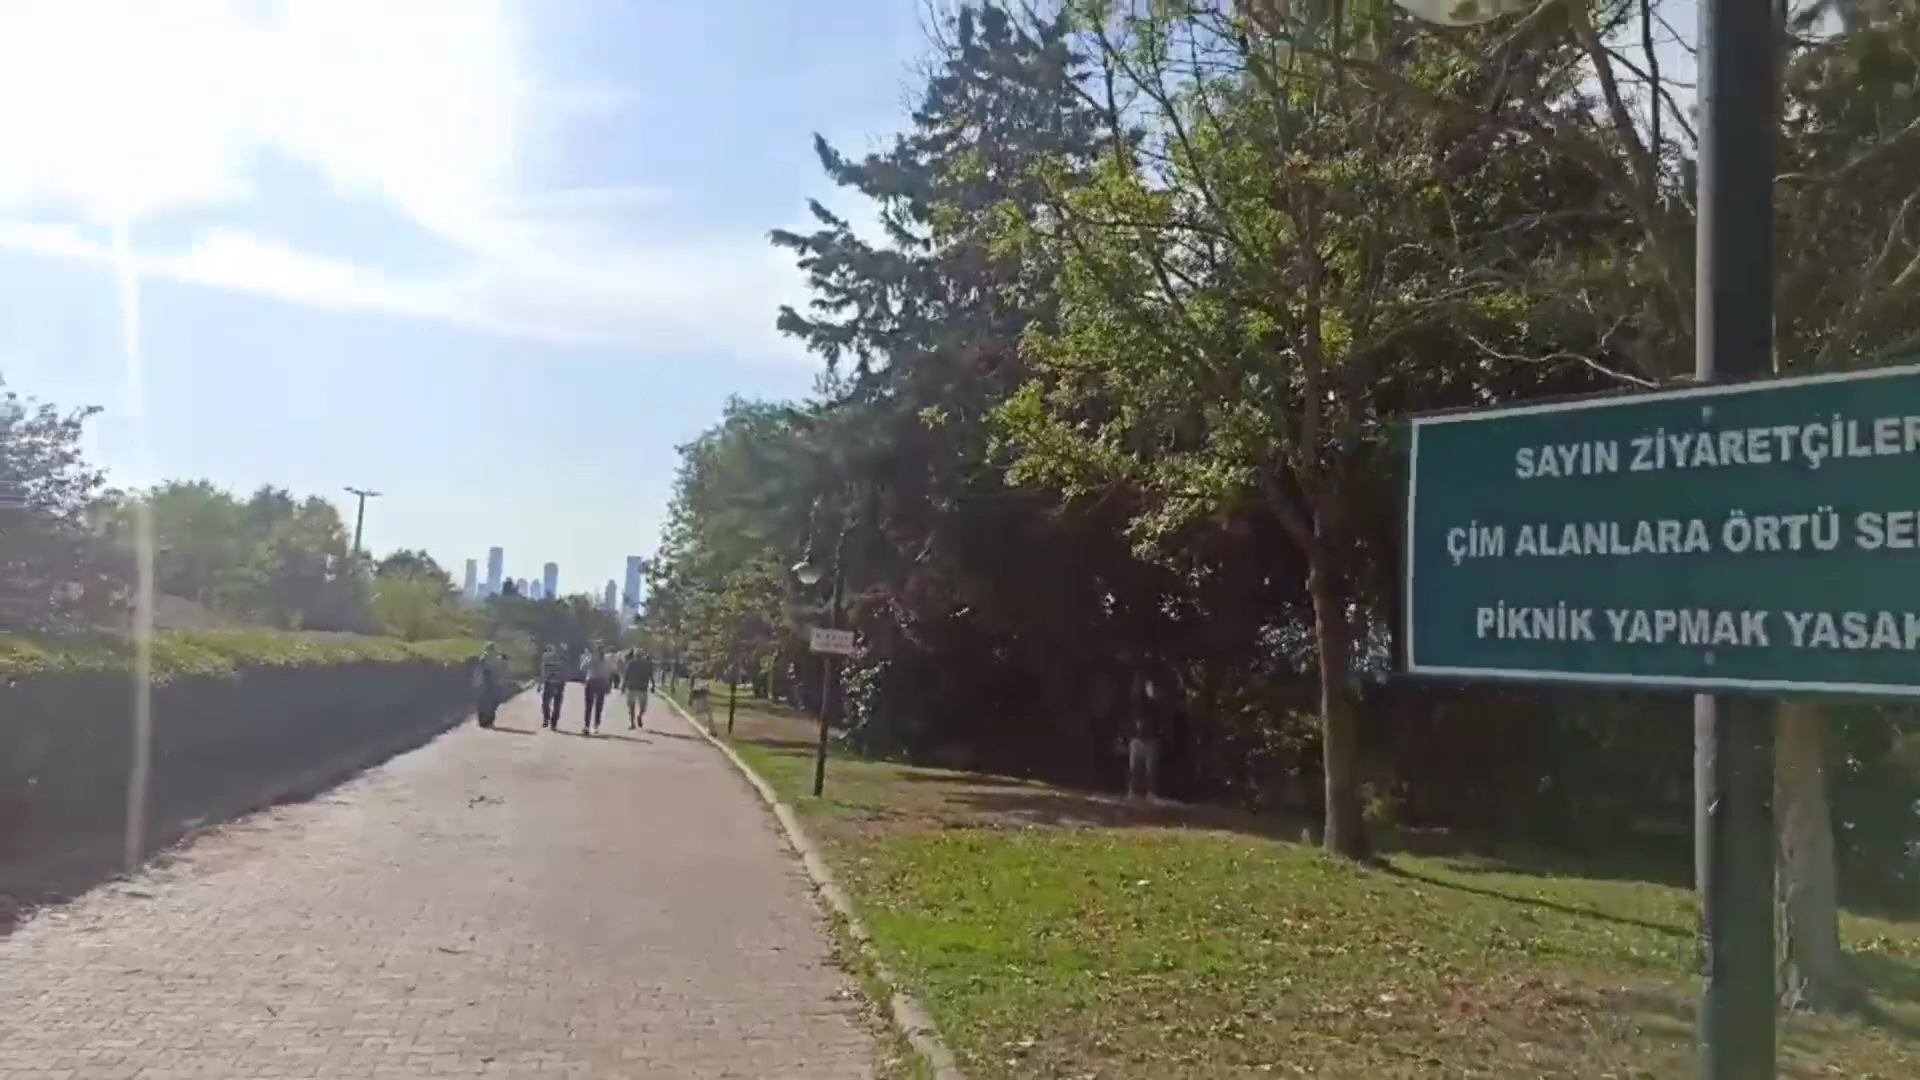 SAYIN ZİYARETÇİLER
ÇİM ALANLARA ÖRTÜ SE
PİKNİK YAPMAK YASAK